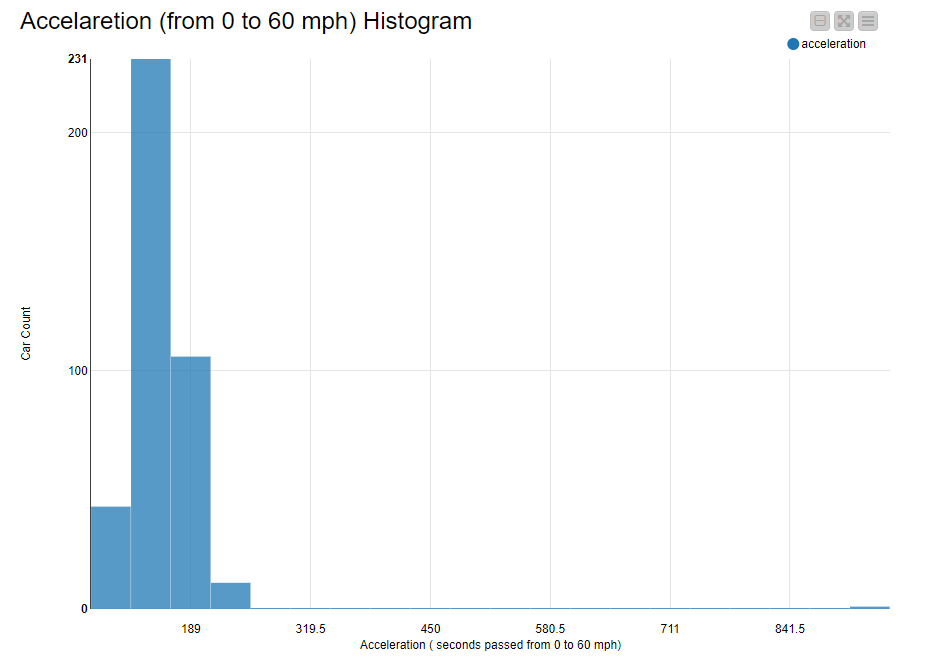 Accelaretion (from 0 to 60 mph) Histogram
acceleration
231
200
100
0
Car Count
189 319.5 450 580.5 711 841.5
Acceleration ( seconds passed from 0 to 60 mph)